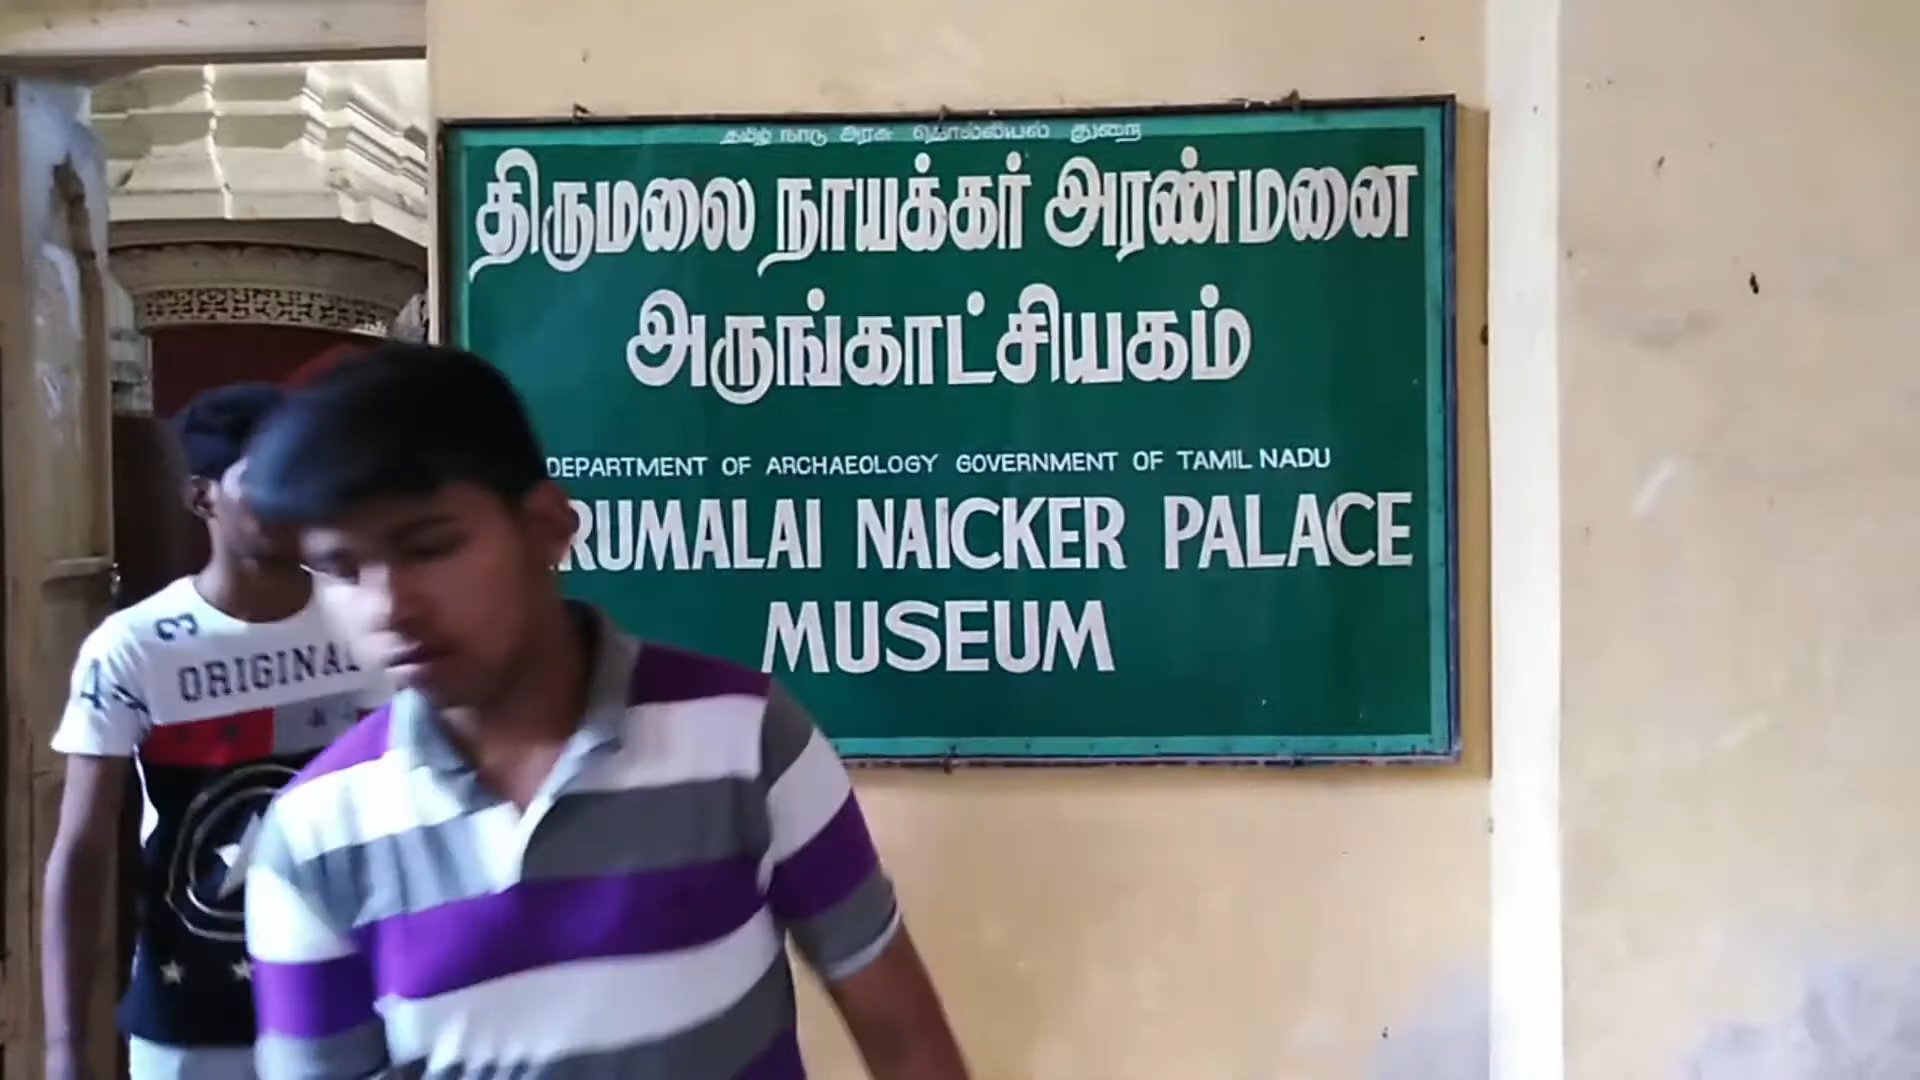 தமிழ் நாடு அரசு தொல்லியல் துறை
திருமலை நாயக்கர் அரண்மனை
அருங்காட்சியகம்
DEPARTMENT OF ARCHAEOLOGY GOVERNMENT OF TAMIL NADU
RUMALAI NAICKER PALACE
MUSEUM
3
ORIGINAL